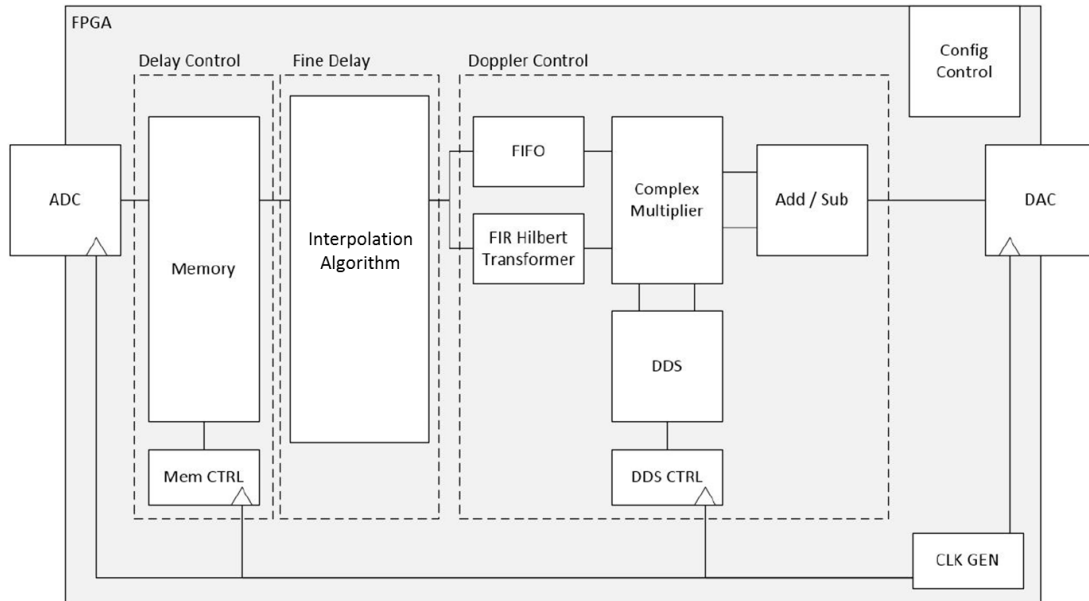 FPGA
Config
Control
Delay Control
Fine Delay
Doppler Control
ADC
Memory
Interpolation
Algorithm
FIFO
FIR Hilbert
Transformer
Complex
Multiplier
Add / Sub
DAC
DDS
Mem CTRL
DDS CTRL
CLK GEN